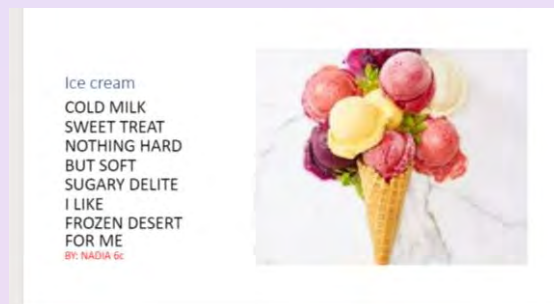 Ice cream
COLD MILK
SWEET TREAT
NOTHING HARD
BUT SOFT
SUGARY DELITE
I LIKE
FROZEN DESERT
FOR ME
BY: NADIA 6c